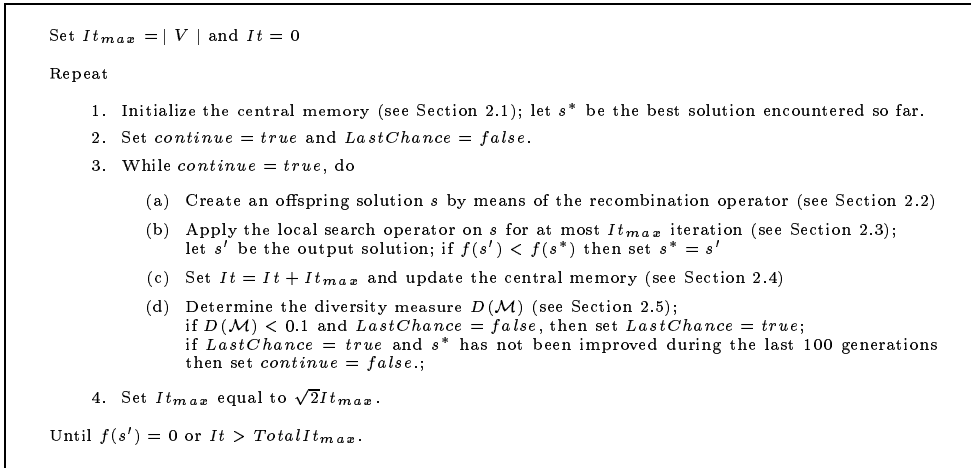 Set It_max =| V | and It = 0
Repeat
1. Initialize the central memory (see Section 2.1); let s* be the best solution encountered so far.
2. Set continue = true and LastChance = false.
3. While continue = true, do
(a) Create an offspring solution s by means of the recombination operator (see Section 2.2)
(b) Apply the local search operator on s for at most It_max iteration (see Section 2.3);
let s′ be the output solution; if f(s′) < f(s*) then set s* = s′
(c) Set It = It + It_max and update the central memory (see Section 2.4)
(d) Determine the diversity measure D(ℳ) (see Section 2.5);
if D(ℳ) < 0.1 and LastChance = false, then set LastChance = true;
if LastChance = true and s* has not been improved during the last 100 generations
then set continue = false.;
4. Set It_max equal to √2It_max.
Until f(s′) = 0 or It > TotalIt_max.